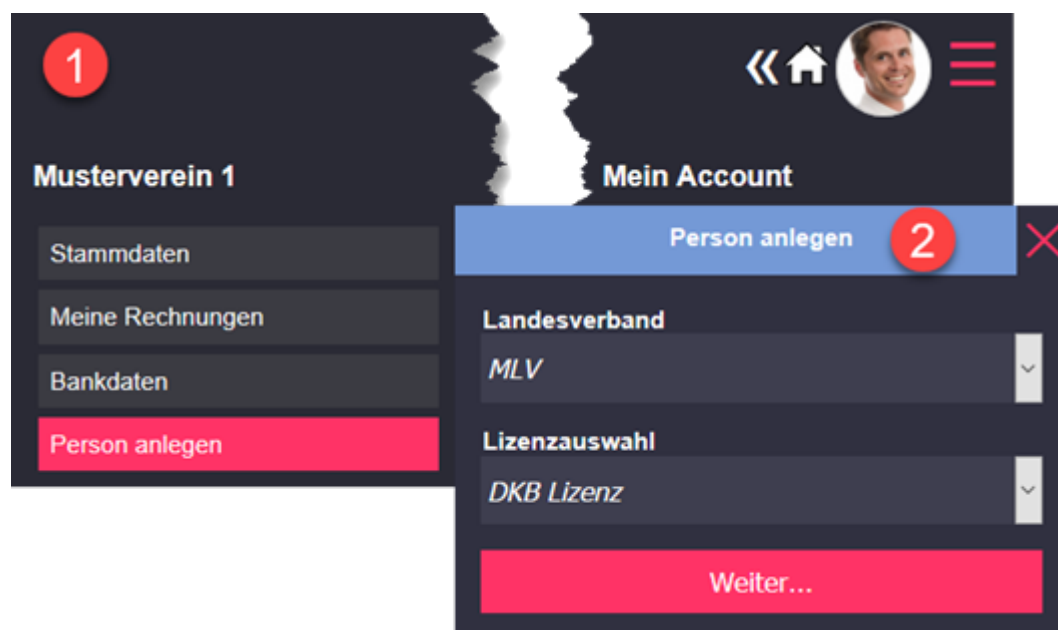 1
Musterverein 1
Mein Account
Stammdaten
Meine Rechnungen
Bankdaten
Person anlegen
Person anlegen
2
Landesverband
MLV
Lizenzauswahl
DKB Lizenz
Weiter...